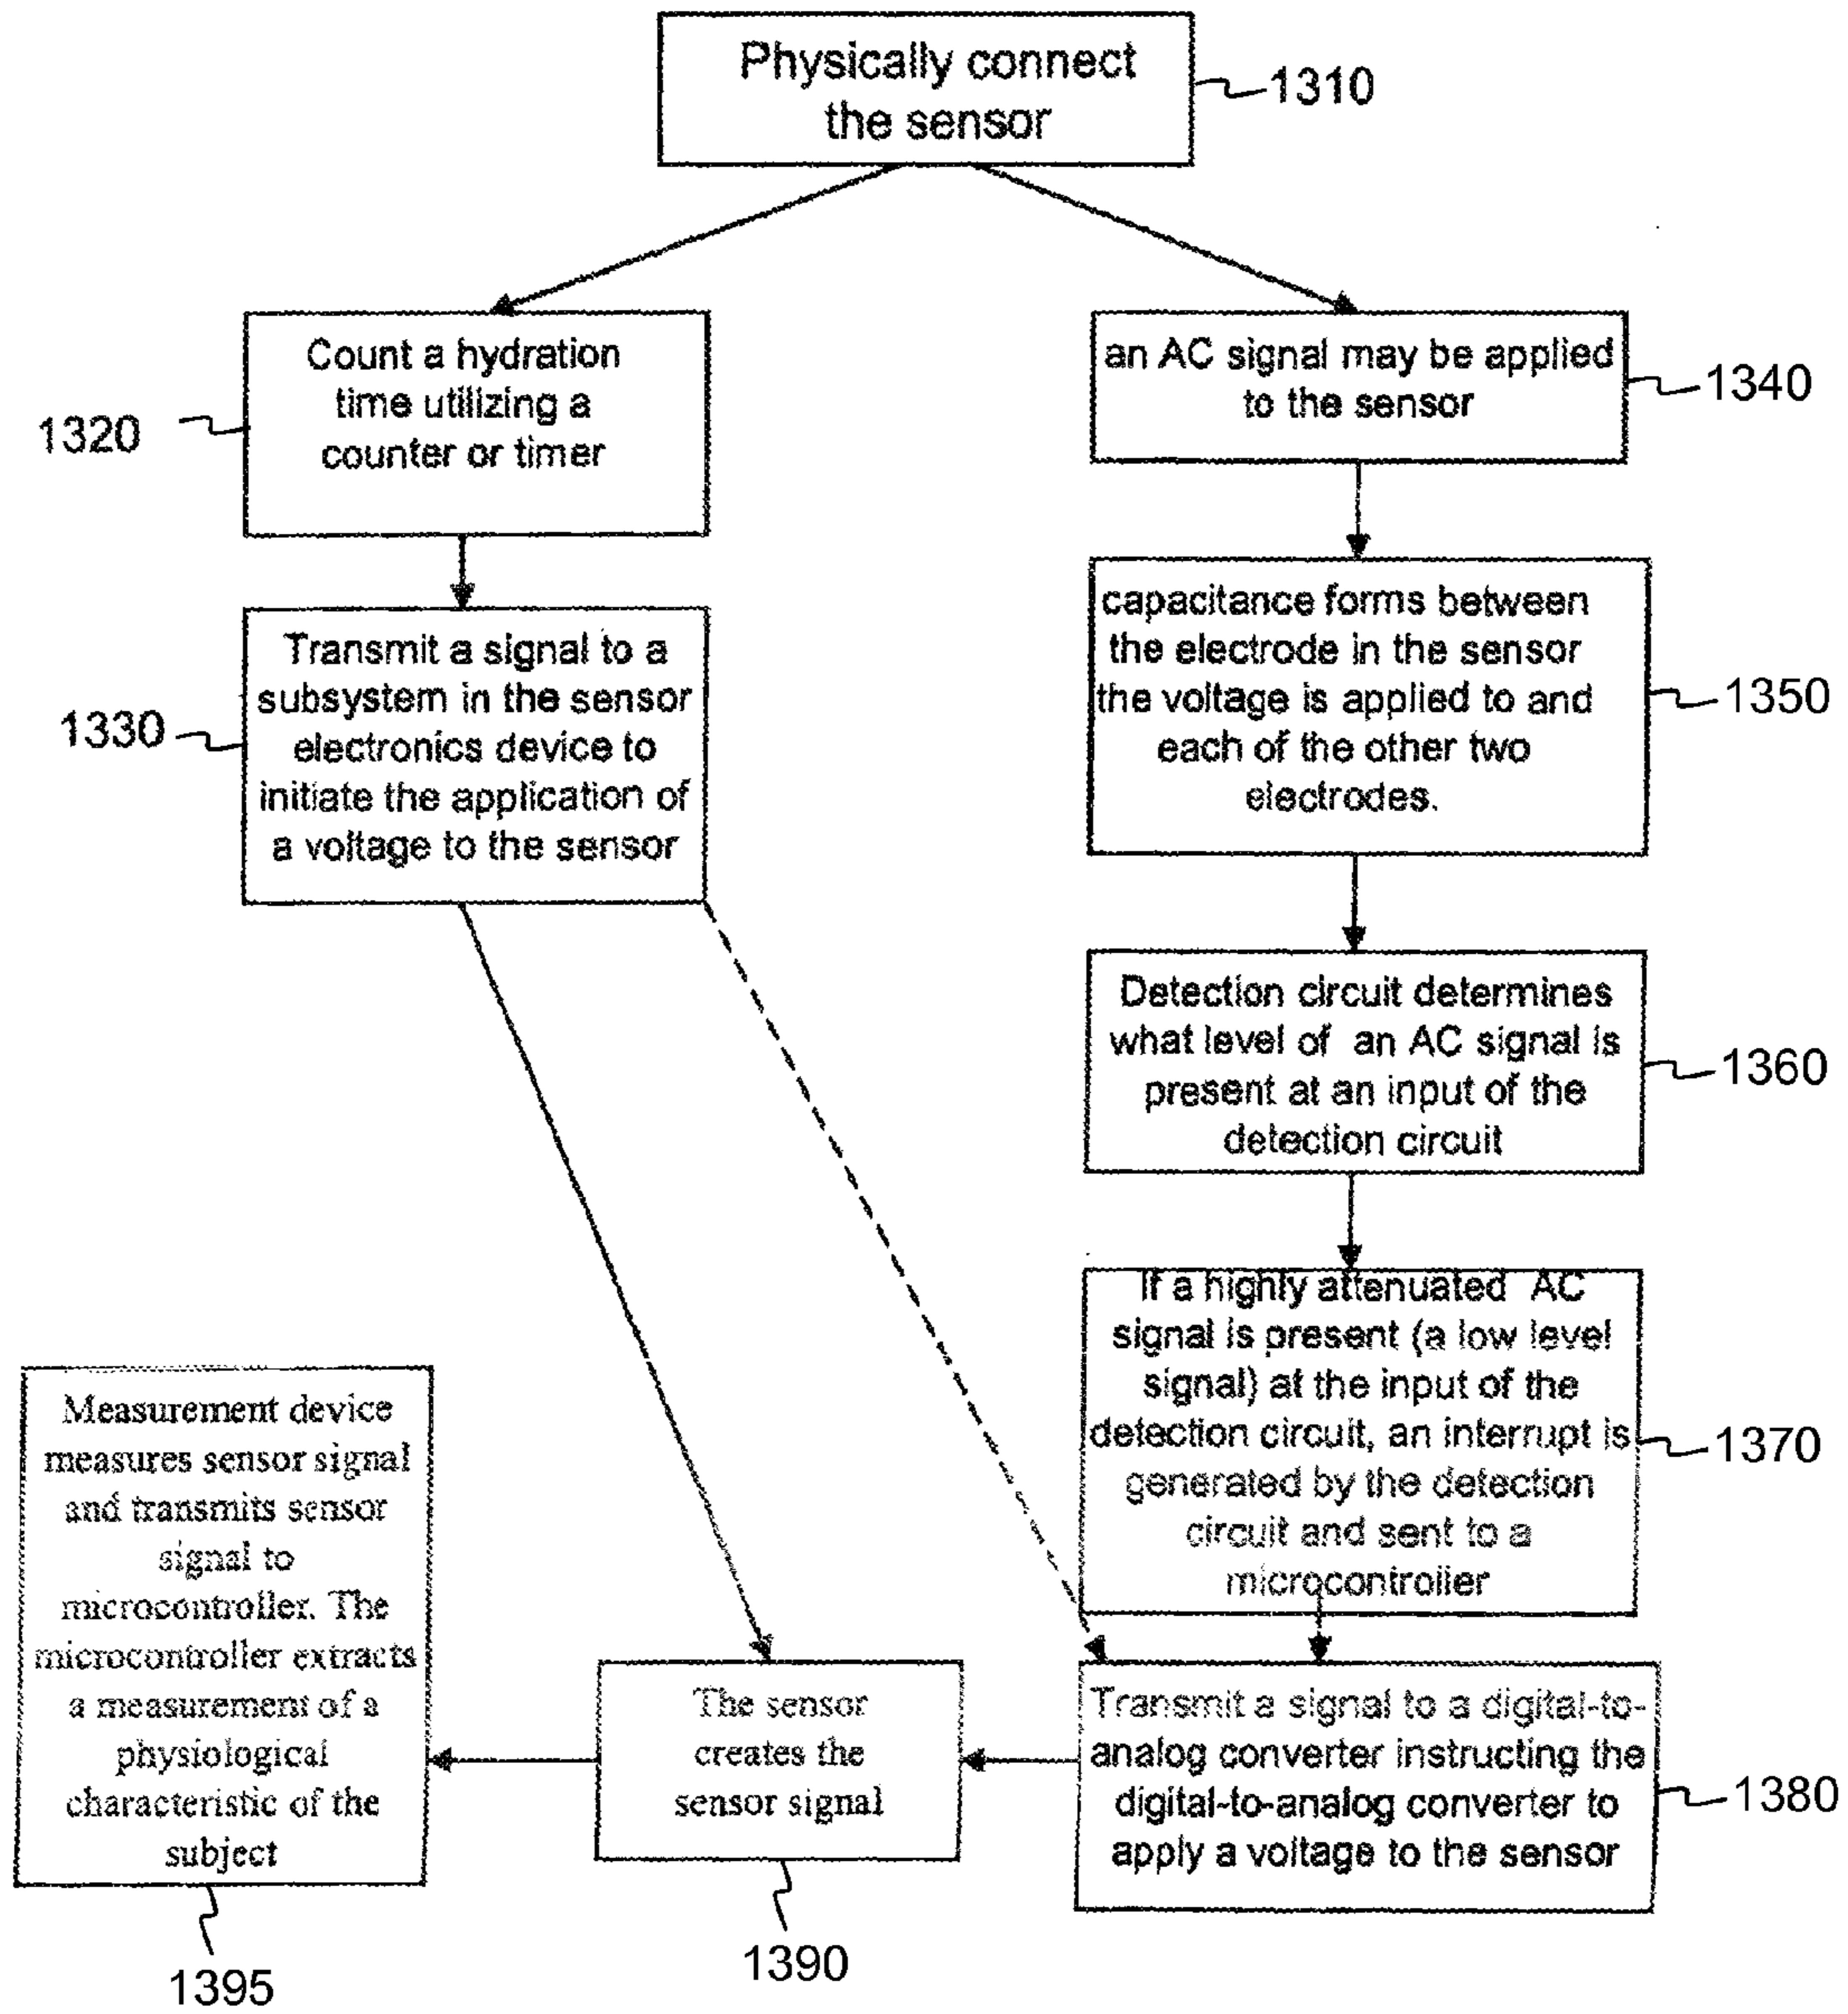 Physically connect
the sensor
1310
Count a hydration
time utilizing a
counter or timer
1320
an AC signal may be applied
to the sensor
1340
Transmit a signal to a
subsystem in the sensor
electronics device to
initiate the application of
a voltage to the sensor
1330
capacitance forms between
the electrode in the sensor
the voltage is applied to and
each of the other two
electrodes.
1350
Detection circuit determines
what level of an AC signal is
present at an input of the
detection circuit
1360
If a highly attenuated AC
signal is present (a low level
signal) at the input of the
detection circuit, an interrupt is
generated by the detection
circuit and sent to a
microcontroller
1370
Transmit a signal to a digital-to-
analog converter instructing the
digital-to-analog converter to
apply a voltage to the sensor
1380
The sensor
creates the
sensor signal
1390
Measurement device
measures sensor signal
and transmits sensor
signal to
microcontroller. The
microcontroller extracts
a measurement of a
physiological
characteristic of the
subject
1395